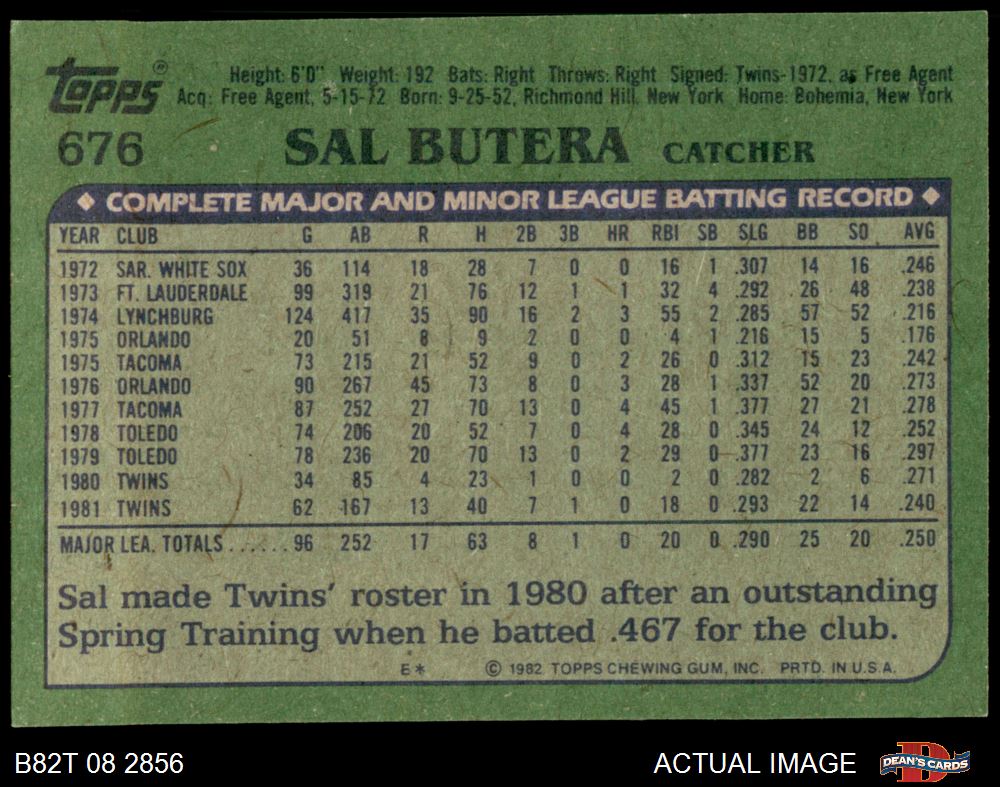 Topps®
Height: 6'0" Weight: 192 Bats: Right Throws: Right Signed: Twins-1972, as Free Agent
Acq: Free Agent, 5-15-72 Born: 9-25-52, Richmond Hill, New York Home: Bohemia, New York
676 SAL BUTERA CATCHER
COMPLETE MAJOR AND MINOR LEAGUE BATTING RECORD
YEAR CLUB G AB R H 2B 3B HR RBI SB SLG BB SO AVG
1972 SAR. WHITE SOX 36 114 18 28 7 0 0 16 1 .307 14 16 .246
1973 FT. LAUDERDALE 99 319 21 76 12 1 1 32 4 .292 26 48 .238
1974 LYNCHBURG 124 417 35 90 16 2 3 55 2 .285 57 52 .216
1975 ORLANDO 20 51 8 9 2 0 0 4 1 .216 15 5 .176
1975 TACOMA 73 215 21 52 9 0 2 26 0 .312 15 23 .242
1976 ORLANDO 90 267 45 73 8 0 3 28 1 .337 52 20 .273
1977 TACOMA 87 252 27 70 13 0 4 45 1 .377 27 21 .278
1978 TOLEDO 74 206 20 52 7 0 4 28 0 .345 24 12 .252
1979 TOLEDO 78 236 20 70 13 0 2 29 0 .377 23 16 .297
1980 TWINS 34 85 4 23 1 0 0 2 0 .282 2 6 .271
1981 TWINS 62 167 13 40 7 1 0 18 0 .293 22 14 .240
MAJOR LEA. TOTALS......96 252 17 63 8 1 0 20 0 .290 25 20 .250
Sal made Twins' roster in 1980 after an outstanding
Spring Training when he batted .467 for the club.
E* © 1982 TOPPS CHEWING GUM, INC. PRTD. IN U.S.A.
B82T 08 2856 ACTUAL IMAGE DEAN'S CARDS